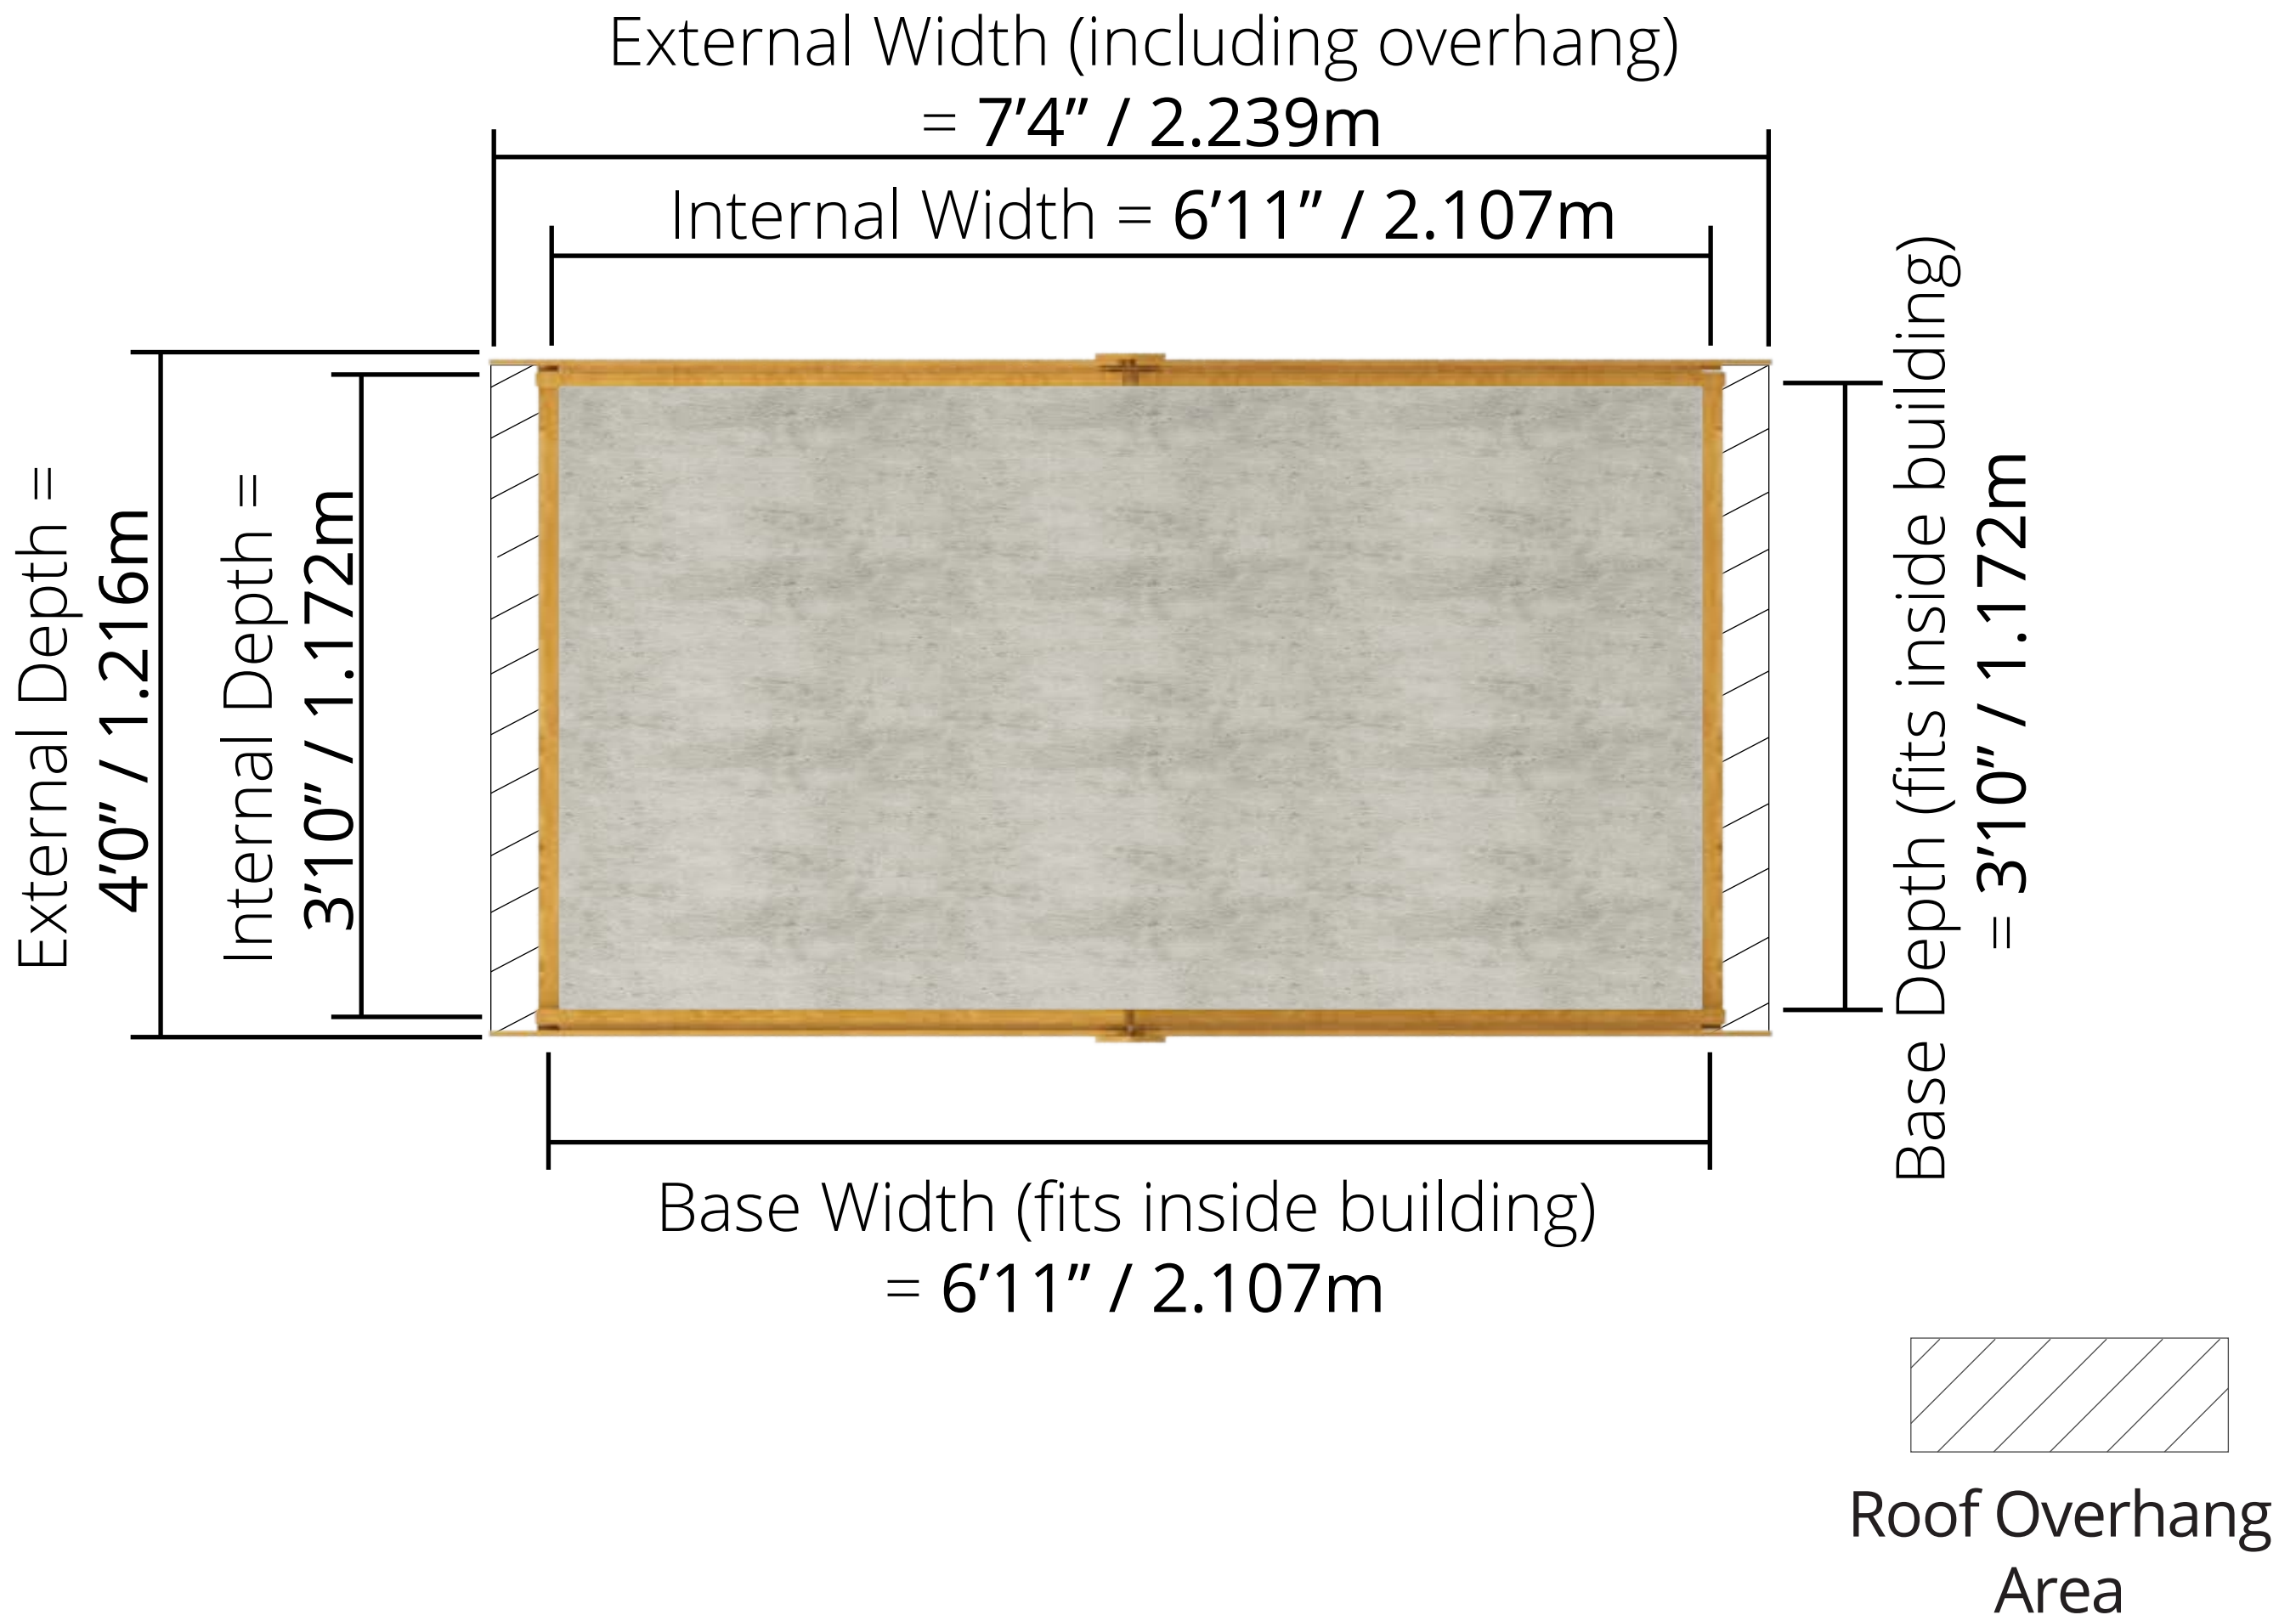 External Width (including overhang)
= 7’4” / 2.239m
Internal Width = 6’11” / 2.107m
External Depth =
4’0” / 1.216m
Internal Depth =
3’10” / 1.172m
Base Depth (fits inside building)
= 3’10” / 1.172m
Base Width (fits inside building)
= 6’11” / 2.107m
Roof Overhang
Area